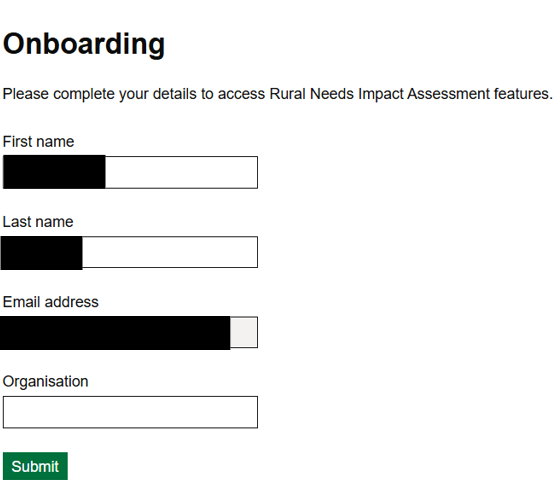 Onboarding
Please complete your details to access Rural Needs Impact Assessment features.
First name
Last name
Email address
Organisation
Submit